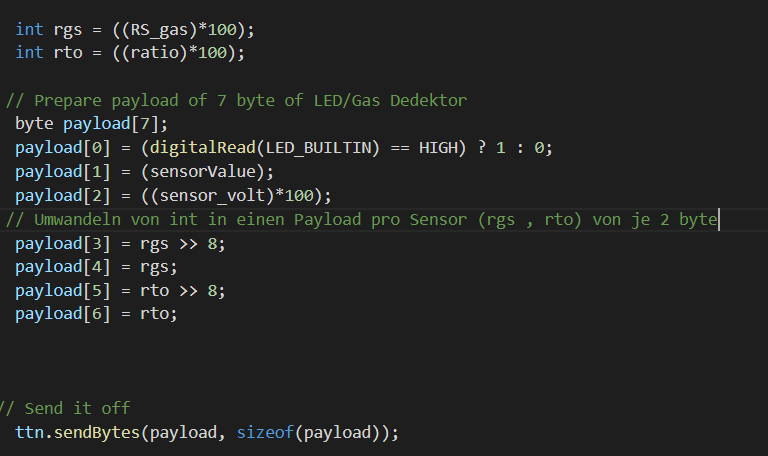 int rgs = ((RS_gas)*100);
int rto = ((ratio)*100);
// Prepare payload of 7 byte of LED/Gas Dedektor
byte payload[7];
payload[0] = (digitalRead(LED_BUILTIN) == HIGH) ? 1 : 0;
payload[1] = (sensorValue);
payload[2] = ((sensor_volt)*100);
// Umwandeln von int in einen Payload pro Sensor (rgs , rto) von je 2 byte
payload[3] = rgs >> 8;
payload[4] = rgs;
payload[5] = rto >> 8;
payload[6] = rto;
// Send it off
ttn.sendBytes(payload, sizeof(payload));